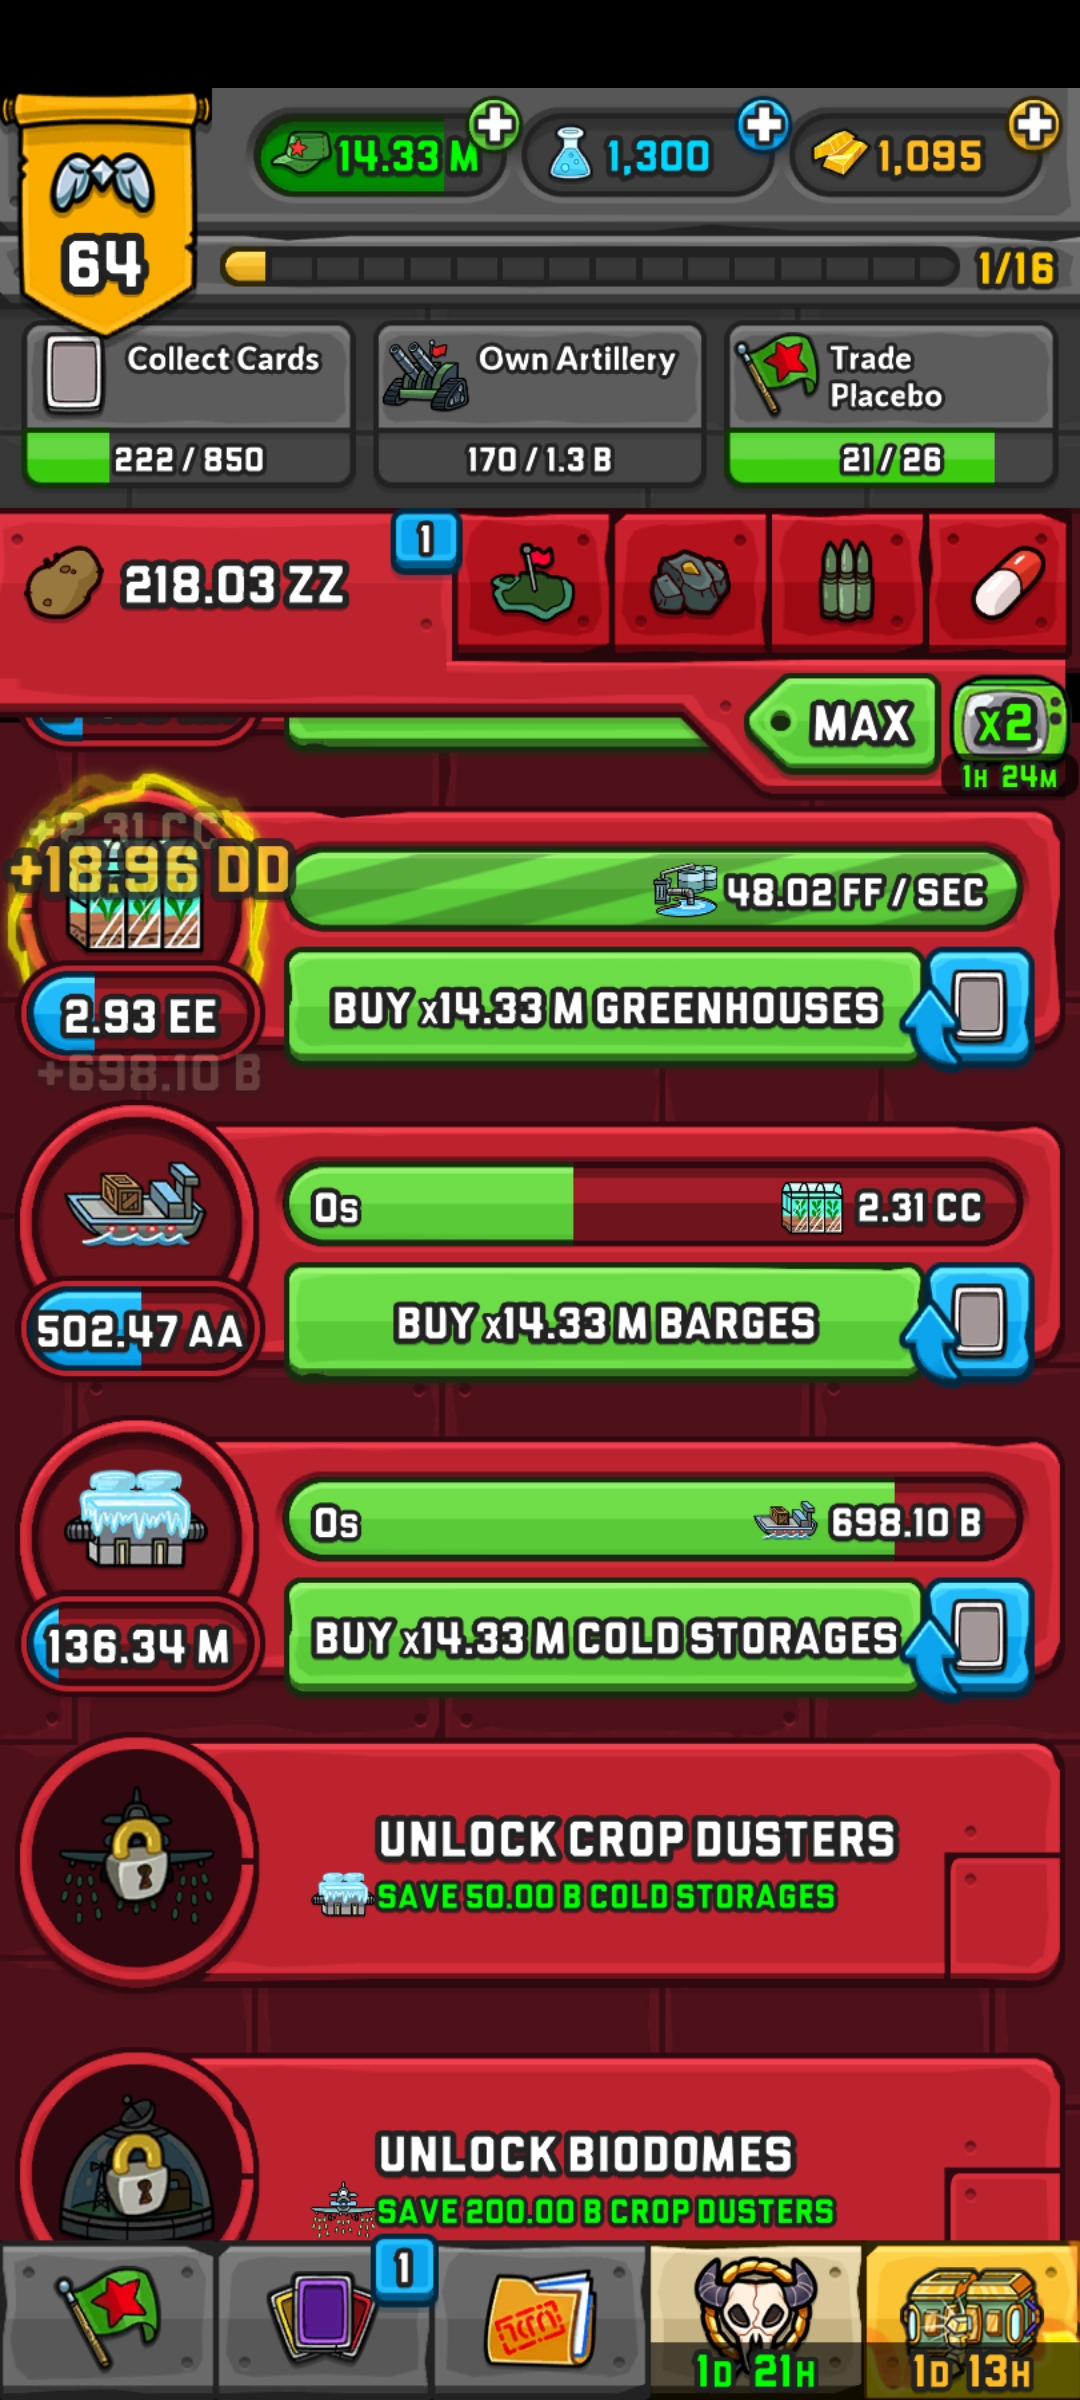 14.33 M
1,300
1,095
64
1/16
Collect Cards
222 / 850
Own Artillery
170 / 1.3 B
Trade
Placebo
21 / 26
218.03 ZZ
1
MAX
x2
1H 24M
+2.31 CC
+18.96 DD
48.02 FF / SEC
2.93 EE
BUY x14.33 M GREENHOUSES
+698.10 B
0s
2.31 CC
502.47 AA
BUY x14.33 M BARGES
0s
698.10 B
136.34 M
BUY x14.33 M COLD STORAGES
UNLOCK CROP DUSTERS
SAVE 50.00 B COLD STORAGES
UNLOCK BIODOMES
SAVE 200.00 B CROP DUSTERS
1
1D 21H
1D 13H